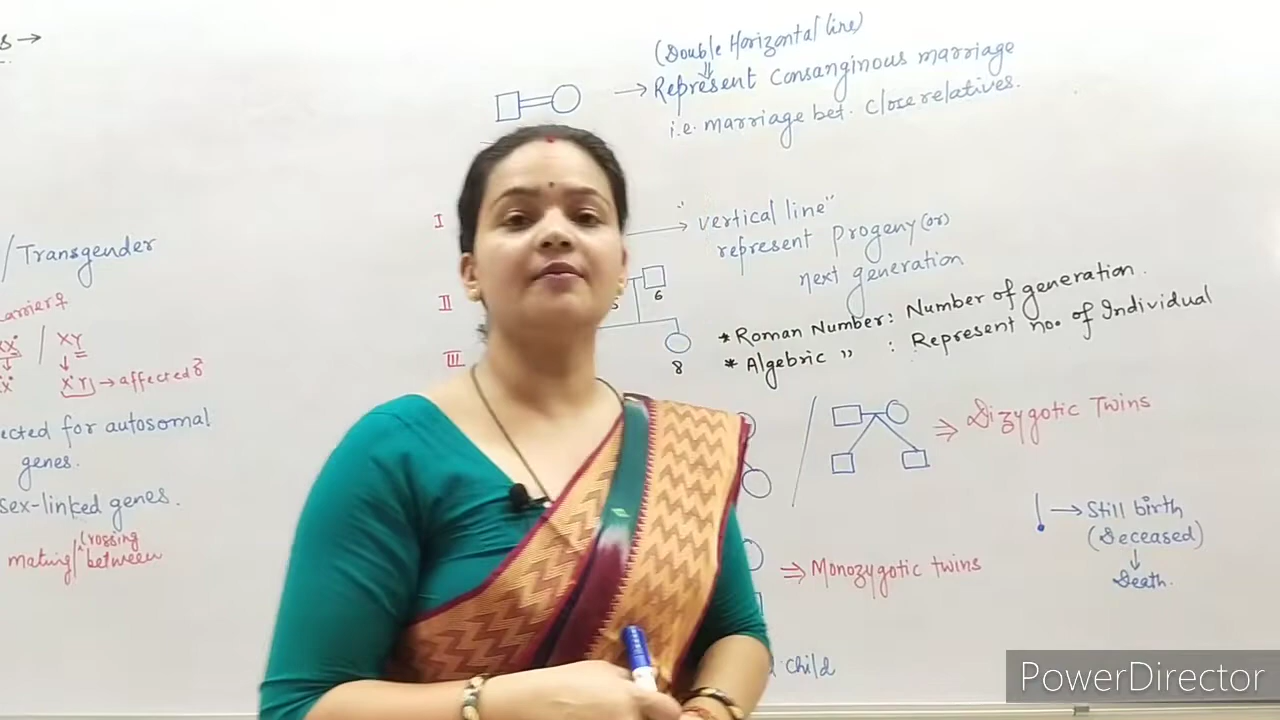 (Double Horizontal line)
Represent Consanginous marriage
i.e. marriage bet. Close relatives.
/Transgender
XY
X Y → affected ♂
ected for autosomal
genes.
sex-linked genes.
mating/ (rossing
between
I
II
III
6
8
"vertical line"
represent progeny (or)
next generation
* Roman Number: Number of generation.
* Algebric " : Represent no. of Individual
⇒ Dizygotic Twins
⇒ Monozygotic twins
→ Still birth
(Deceased)
↓
Death.
child
PowerDirector